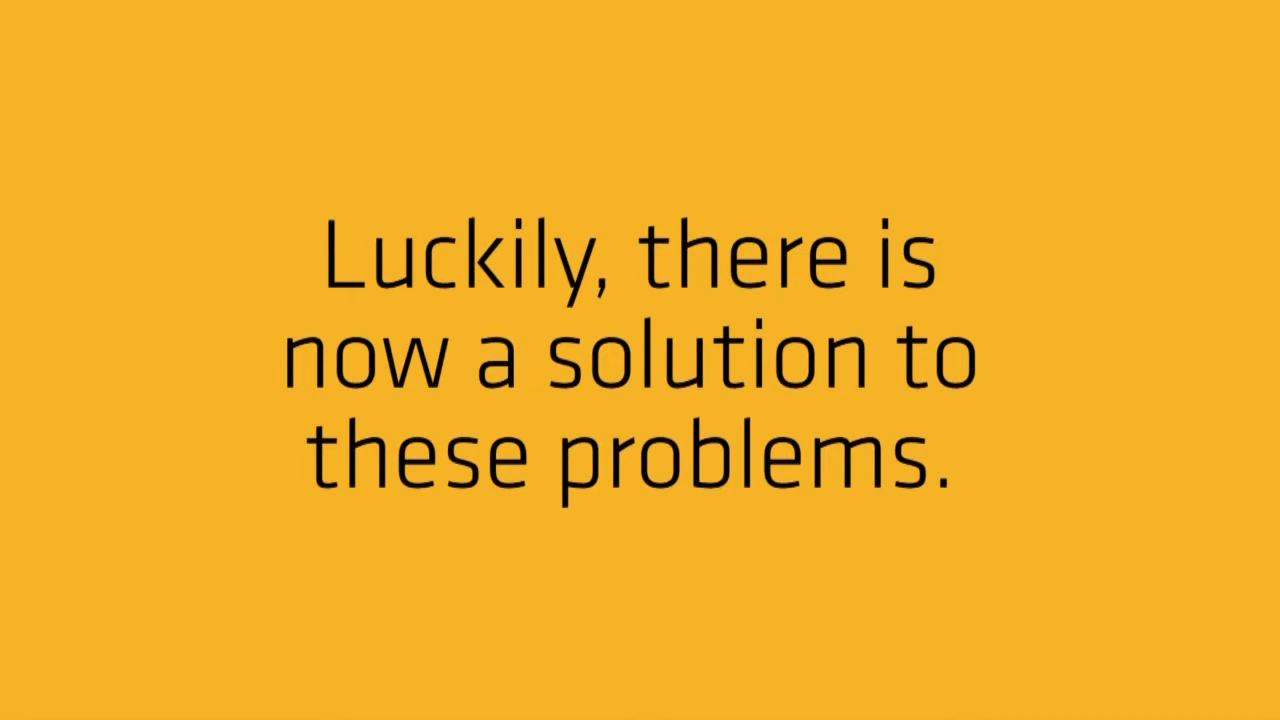 Luckily, there is
now a solution to
these problems.